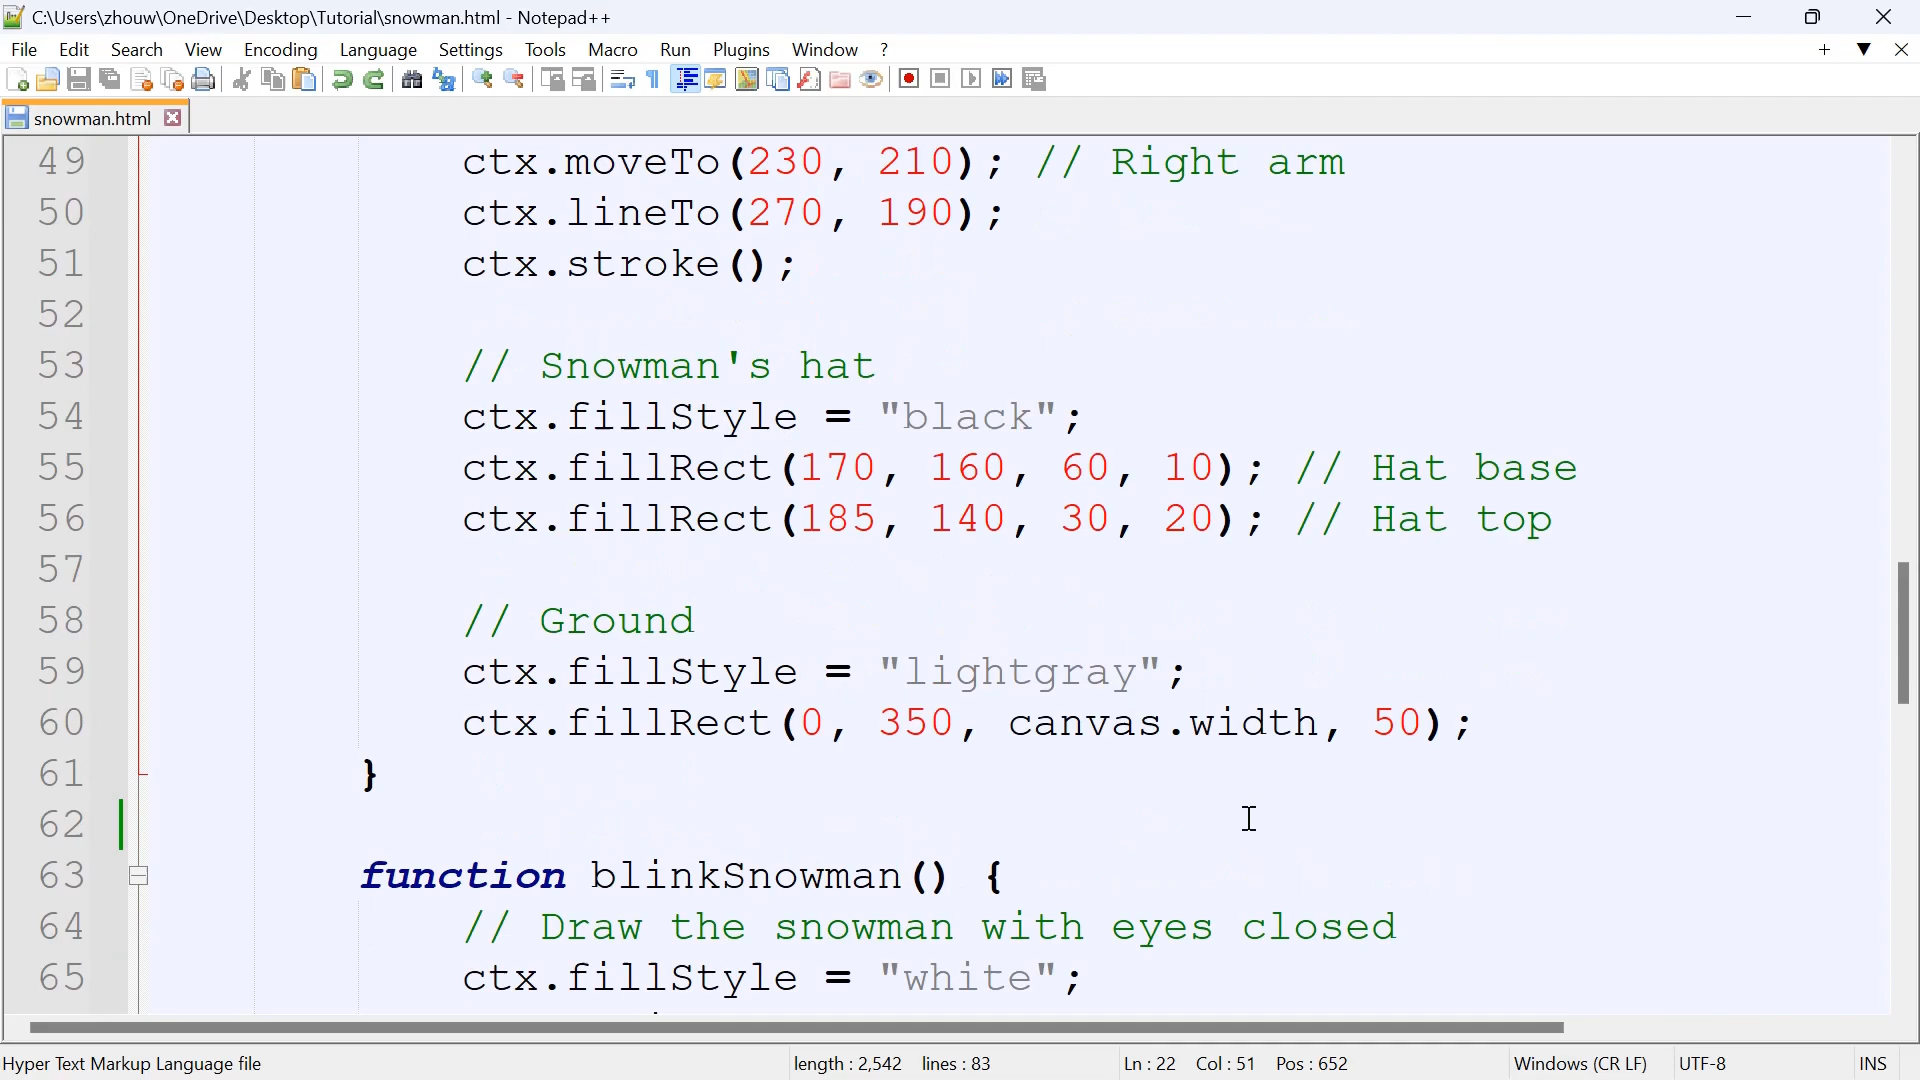 C:\Users\zhouw\OneDrive\Desktop\Tutorial\snowman.html - Notepad++
File Edit Search View Encoding Language Settings Tools Macro Run Plugins Window ?
snowman.html
49 ctx.moveTo(230, 210); // Right arm
50 ctx.lineTo(270, 190);
51 ctx.stroke();
52
53 // Snowman's hat
54 ctx.fillStyle = "black";
55 ctx.fillRect(170, 160, 60, 10); // Hat base
56 ctx.fillRect(185, 140, 30, 20); // Hat top
57
58 // Ground
59 ctx.fillStyle = "lightgray";
60 ctx.fillRect(0, 350, canvas.width, 50);
61 }
62
63 function blinkSnowman() {
64 // Draw the snowman with eyes closed
65 ctx.fillStyle = "white";
Hyper Text Markup Language file length : 2,542 lines : 83 Ln : 22 Col : 51 Pos : 652 Windows (CR LF) UTF-8 INS